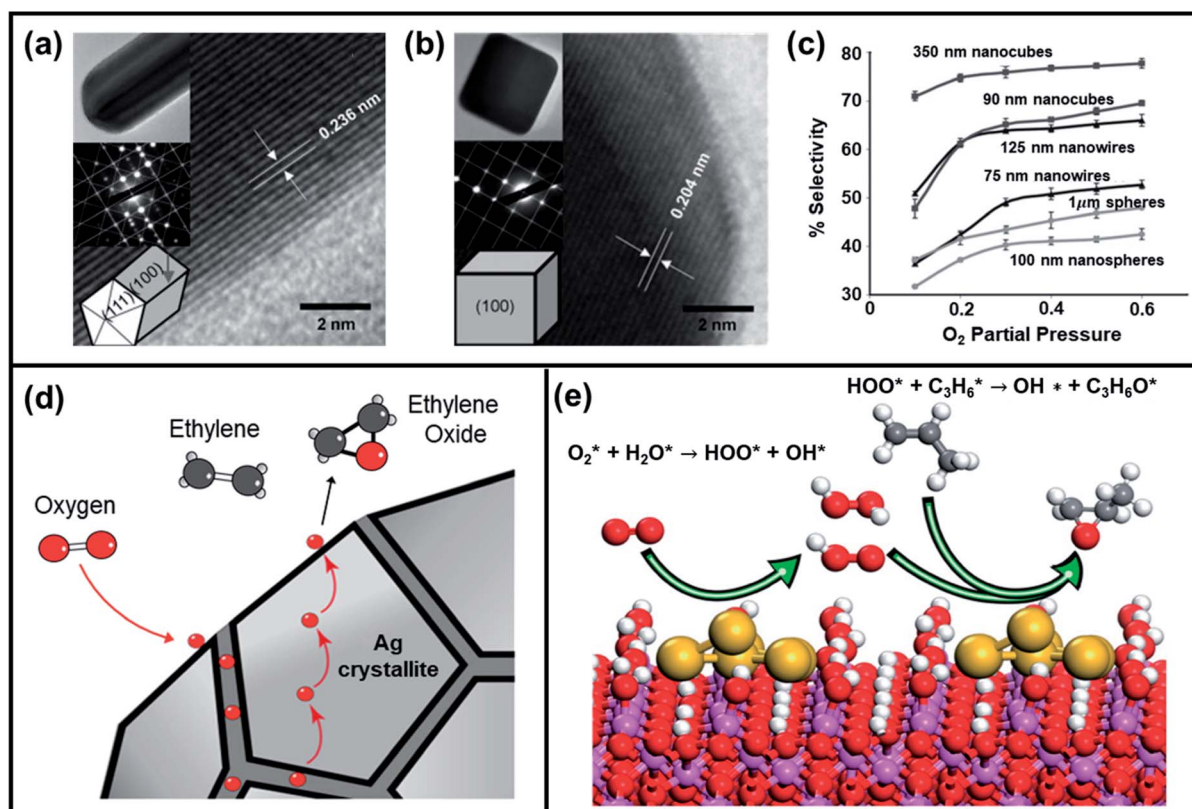 (a)
0.236 nm
(111)
(100)
2 nm
(b)
0.204 nm
(100)
2 nm
(c)
% Selectivity
80
70
60
50
40
30
350 nm nanocubes
90 nm nanocubes
125 nm nanowires
75 nm nanowires
1μm spheres
100 nm nanospheres
0
0.2
0.4
0.6
O₂ Partial Pressure
(d)
Ethylene
Ethylene
Oxide
Oxygen
Ag
crystallite
(e)
HOO* + C₃H₆* → OH * + C₃H₆O*
O₂* + H₂O* → HOO* + OH*